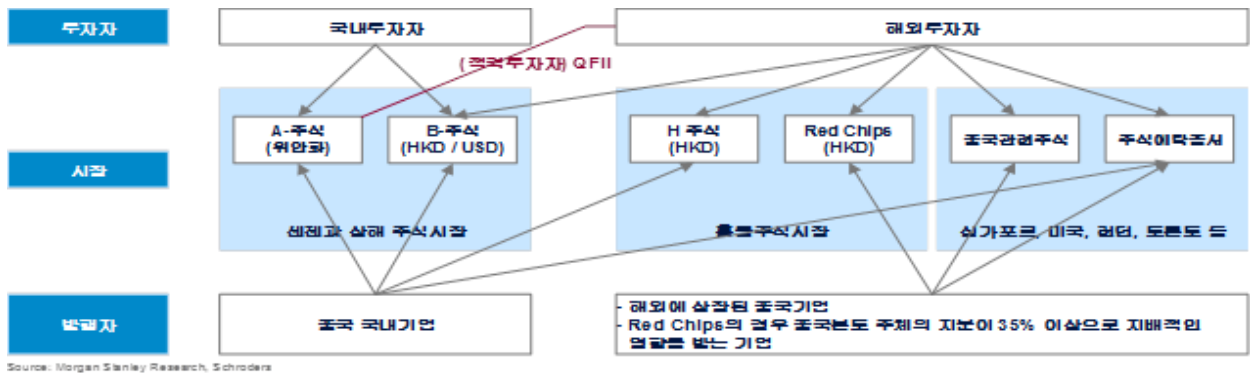 투자자
국내투자자
해외투자자
(적격투자자) QFII
시장
A-주식
(위안화)
B-주식
(HKD / USD)
H 주식
(HKD)
Red Chips
(HKD)
중국관련주식
주식예탁증서
센젠과 상해 주식시장
홍콩주식시장
싱가포르, 미국, 런던, 토론토 등
발행자
중국 국내기업
- 해외에 상장된 중국기업
- Red Chips의 경우 중국본토 주체의 지분이 35% 이상으로 지배적인
영향를 받는 기업
Source: Morgan Stanley Research, Schroders